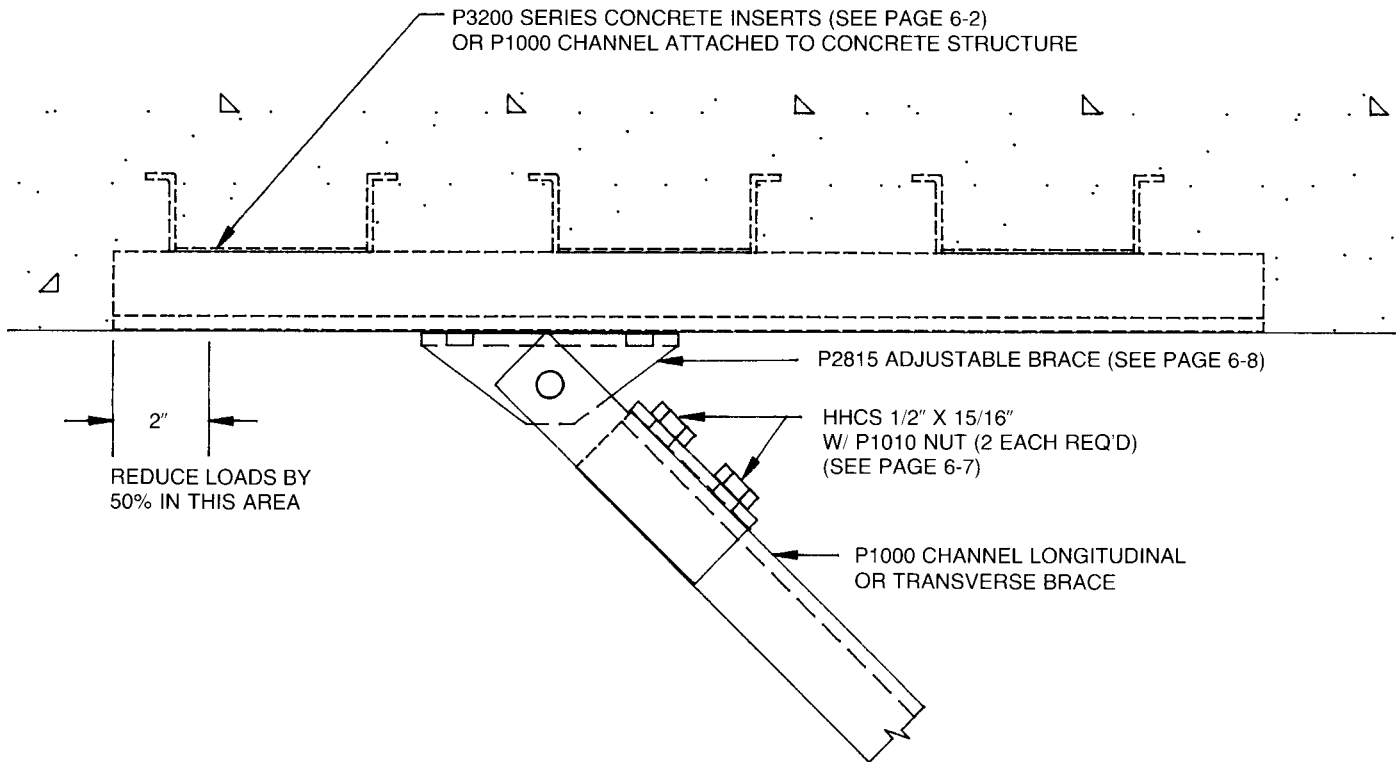 P3200 SERIES CONCRETE INSERTS (SEE PAGE 6-2)
OR P1000 CHANNEL ATTACHED TO CONCRETE STRUCTURE
P2815 ADJUSTABLE BRACE (SEE PAGE 6-8)
2"
HHCS 1/2" X 15/16"
W/ P1010 NUT (2 EACH REQ'D)
(SEE PAGE 6-7)
REDUCE LOADS BY
50% IN THIS AREA
P1000 CHANNEL LONGITUDINAL
OR TRANSVERSE BRACE